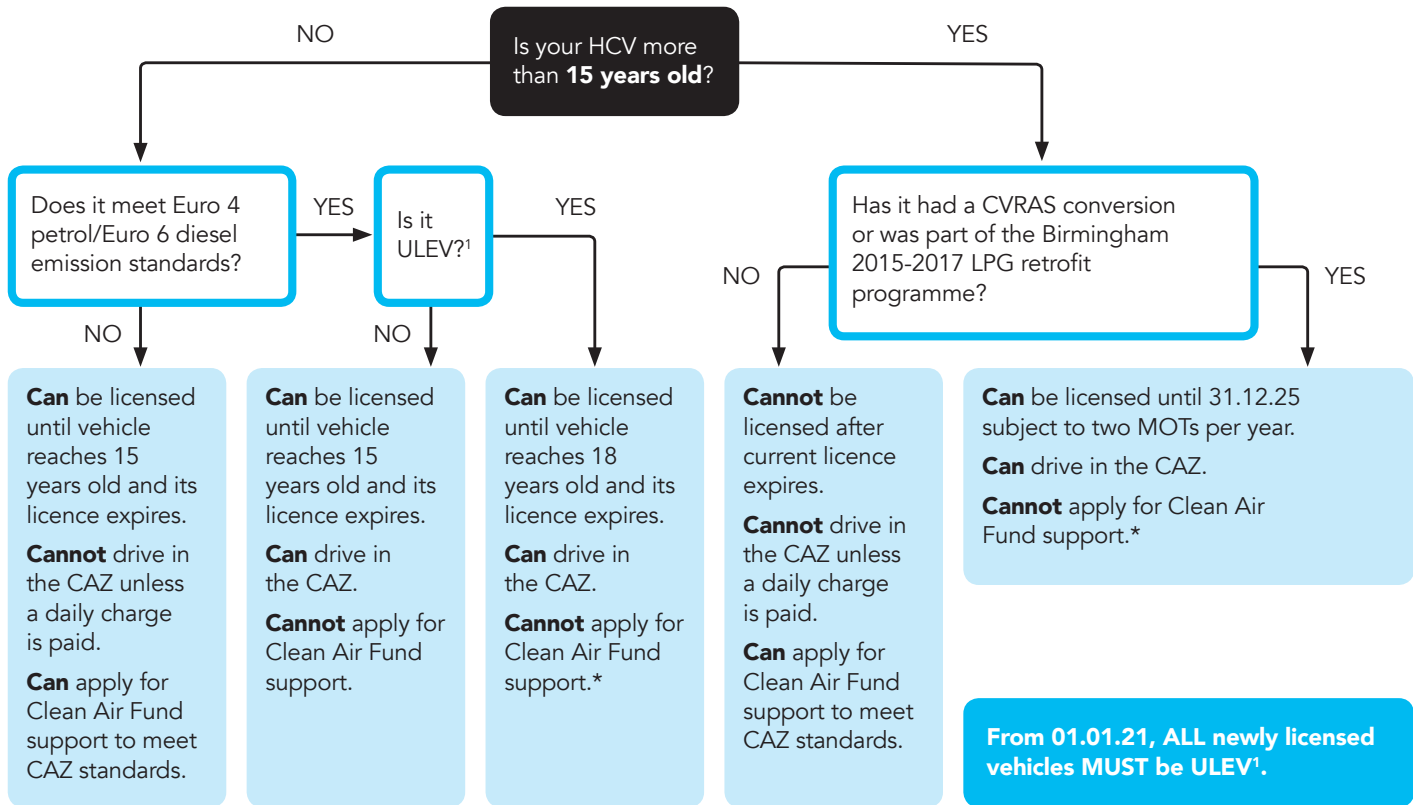 NO
Is your HCV more
than 15 years old?
YES
Does it meet Euro 4
petrol/Euro 6 diesel
emission standards?
YES
Is it
ULEV?¹
YES
Has it had a CVRAS conversion
or was part of the Birmingham
2015-2017 LPG retrofit
programme?
NO
YES
NO
NO
Can be licensed
until vehicle
reaches 15
years old and its
licence expires.
Cannot drive in
the CAZ unless
a daily charge
is paid.
Can apply for
Clean Air Fund
support to meet
CAZ standards.
Can be licensed
until vehicle
reaches 15
years old and its
licence expires.
Can drive in
the CAZ.
Cannot apply for
Clean Air Fund
support.
Can be licensed
until vehicle
reaches 18
years old and its
licence expires.
Can drive in
the CAZ.
Cannot apply for
Clean Air Fund
support.*
Cannot be
licensed after
current licence
expires.
Cannot drive in
the CAZ unless
a daily charge
is paid.
Can apply for
Clean Air Fund
support to meet
CAZ standards.
Can be licensed until 31.12.25
subject to two MOTs per year.
Can drive in the CAZ.
Cannot apply for Clean Air
Fund support.*
From 01.01.21, ALL newly licensed
vehicles MUST be ULEV¹.